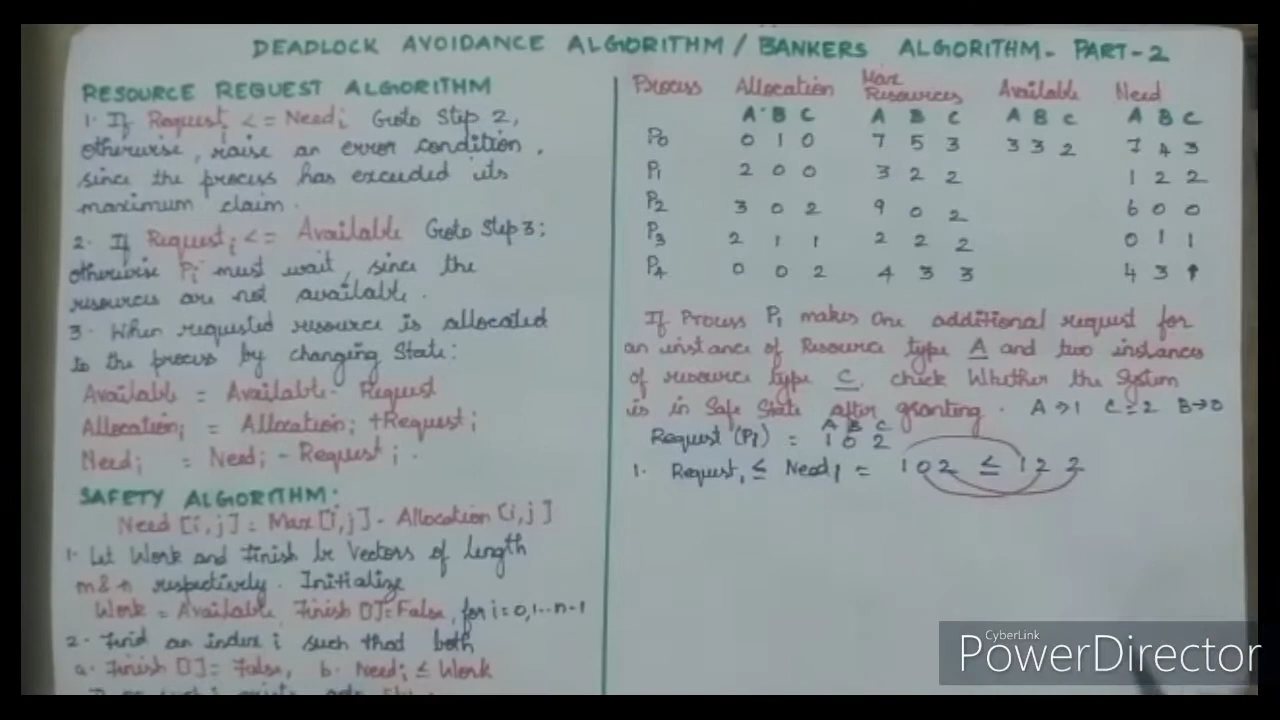 DEADLOCK AVOIDANCE ALGORITHM / BANKERS ALGORITHM - PART-2
RESOURCE REQUEST ALGORITHM
1. If Requesti <= Needi Goto Step 2,
otherwise, raise an error condition,
since the process has exceeded its
maximum claim.
2. If Requesti <= Available Goto Step 3;
otherwise Pi must wait, since the
resources are not available.
3. When requested resource is allocated
to the process by changing State:
Available = Available - Request
Allocationi = Allocationi + Requesti
Needi = Needi - Requesti.
SAFETY ALGORITHM:
Need [i,j] = Max [i,j] - Allocation [i,j]
1. Let Work and Finish be Vectors of length
m & n respectively. Initialize
Work = Available, Finish [] = False, for i = 0,1...n-1
2. Find an index i such that both
a. Finish [] = False, b. Needi ≤ Work
Process Allocation Max Resources Available Need
A B C A B C A B C A B C
P0 0 1 0 7 5 3 3 3 2 7 4 3
P1 2 0 0 3 2 2 1 2 2
P2 3 0 2 9 0 2 6 0 0
P3 2 1 1 2 2 2 0 1 1
P4 0 0 2 4 3 3 4 3 1
If Process P1 makes one additional request for
an instance of Resource type A and two instances
of resource type C, check Whether the System
is in Safe State after granting. A → 1 C = 2 B → 0
A B C
Request (P1) = 1 0 2
1. Request1 ≤ Need1 = 1 0 2 ≤ 1 2 2
CyberLink
PowerDirector